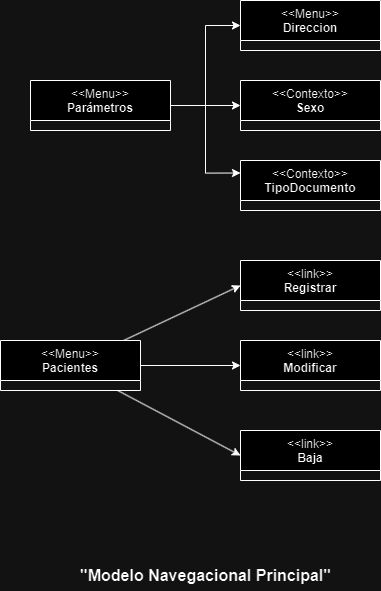 <<Menu>>
Direccion
<<Menu>>
Parámetros
<<Contexto>>
Sexo
<<Contexto>>
TipoDocumento
<<link>>
Registrar
<<Menu>>
Pacientes
<<link>>
Modificar
<<link>>
Baja
"Modelo Navegacional Principal"